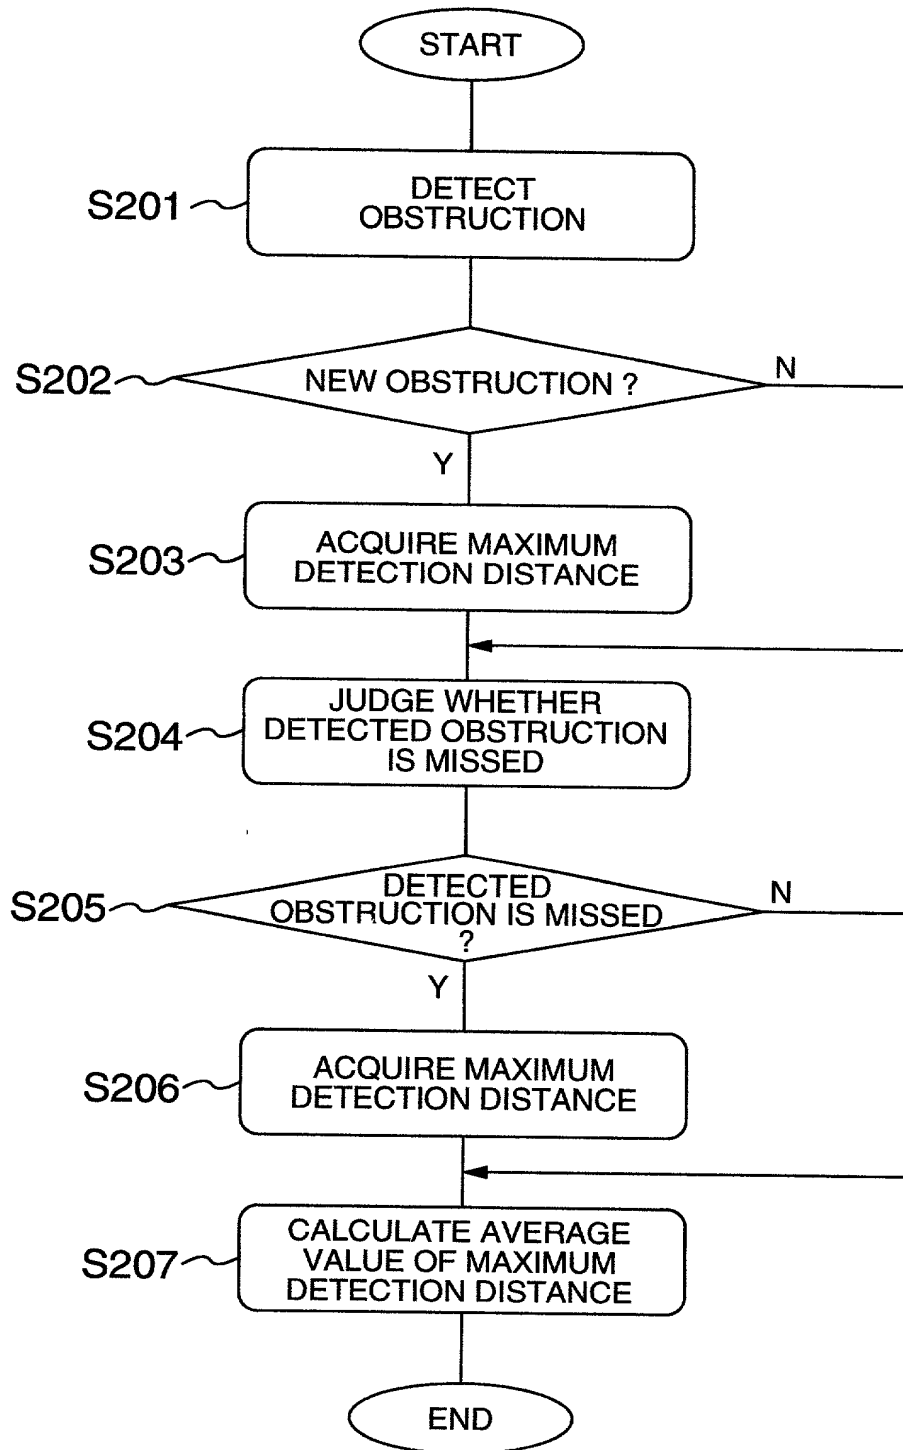 START
S201
DETECT
OBSTRUCTION
S202
NEW OBSTRUCTION ?
N
Y
S203
ACQUIRE MAXIMUM
DETECTION DISTANCE
S204
JUDGE WHETHER
DETECTED OBSTRUCTION
IS MISSED
S205
DETECTED
OBSTRUCTION IS MISSED
?
N
Y
S206
ACQUIRE MAXIMUM
DETECTION DISTANCE
S207
CALCULATE AVERAGE
VALUE OF MAXIMUM
DETECTION DISTANCE
END